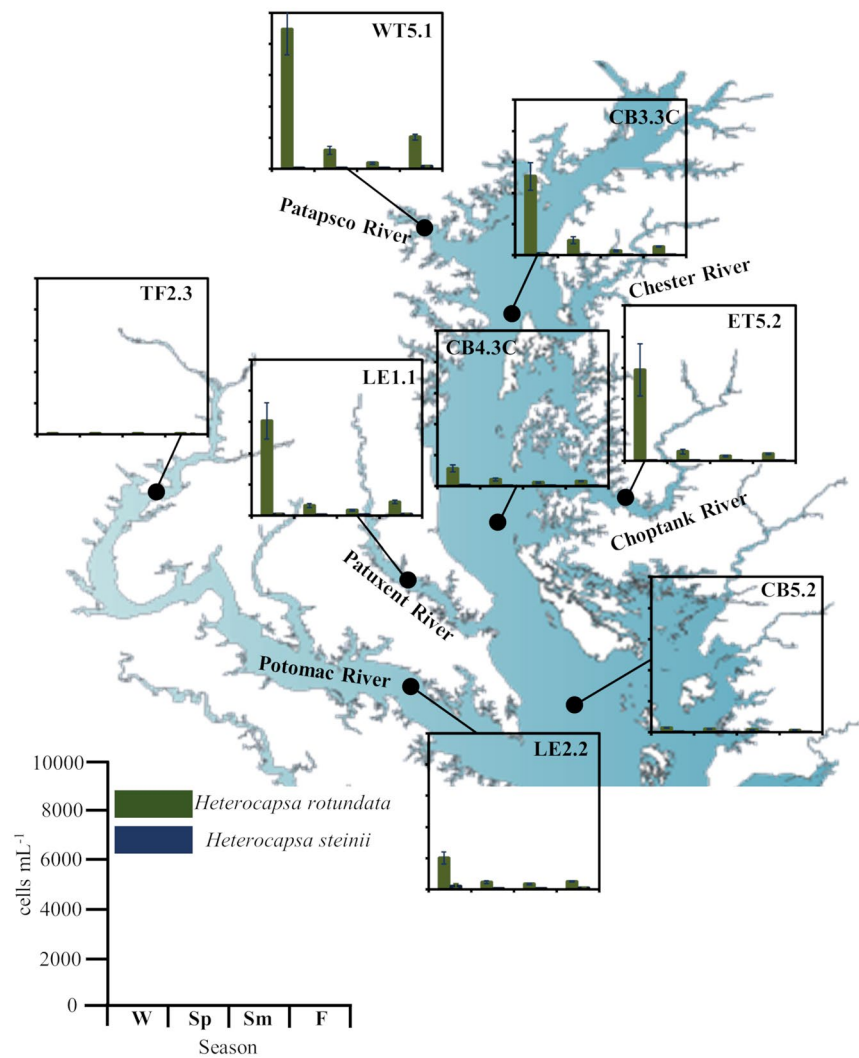 WT5.1
CB3.3C
Patapsco River
Chester River
TF2.3
ET5.2
CB4.3C
LE1.1
Choptank River
Patuxent River
CB5.2
Potomac River
LE2.2
10000
8000
6000
4000
2000
0
cells mL⁻¹
Heterocapsa rotundata
Heterocapsa steinii
W Sp Sm F
Season